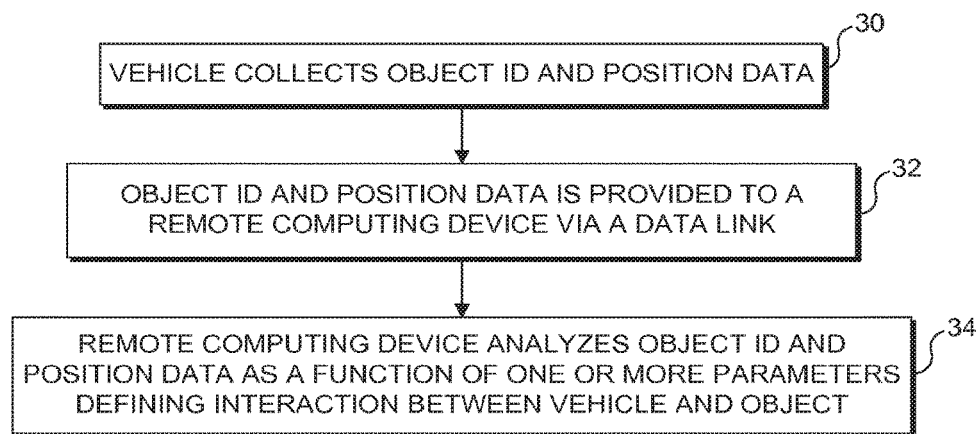 30
VEHICLE COLLECTS OBJECT ID AND POSITION DATA
32
OBJECT ID AND POSITION DATA IS PROVIDED TO A
REMOTE COMPUTING DEVICE VIA A DATA LINK
34
REMOTE COMPUTING DEVICE ANALYZES OBJECT ID AND
POSITION DATA AS A FUNCTION OF ONE OR MORE PARAMETERS
DEFINING INTERACTION BETWEEN VEHICLE AND OBJECT